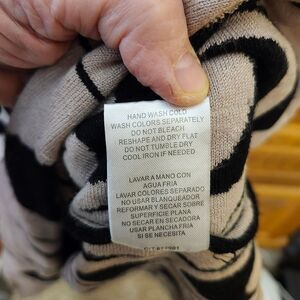 HAND WASH COLD
WASH COLORS SEPARATELY
DO NOT BLEACH
RESHAPE AND DRY FLAT
DO NOT TUMBLE DRY
COOL IRON IF NEEDED
LAVAR A MANO CON
AGUA FRIA
LAVAR COLORES SEPARADO
NO USAR BLANQUEADOR
REFORMAR Y SECAR SOBRE
SUPERFICIE PLANA
NO SECAR EN SECADORA
USAR PLANCHA FRIA
SI SE NECESITA